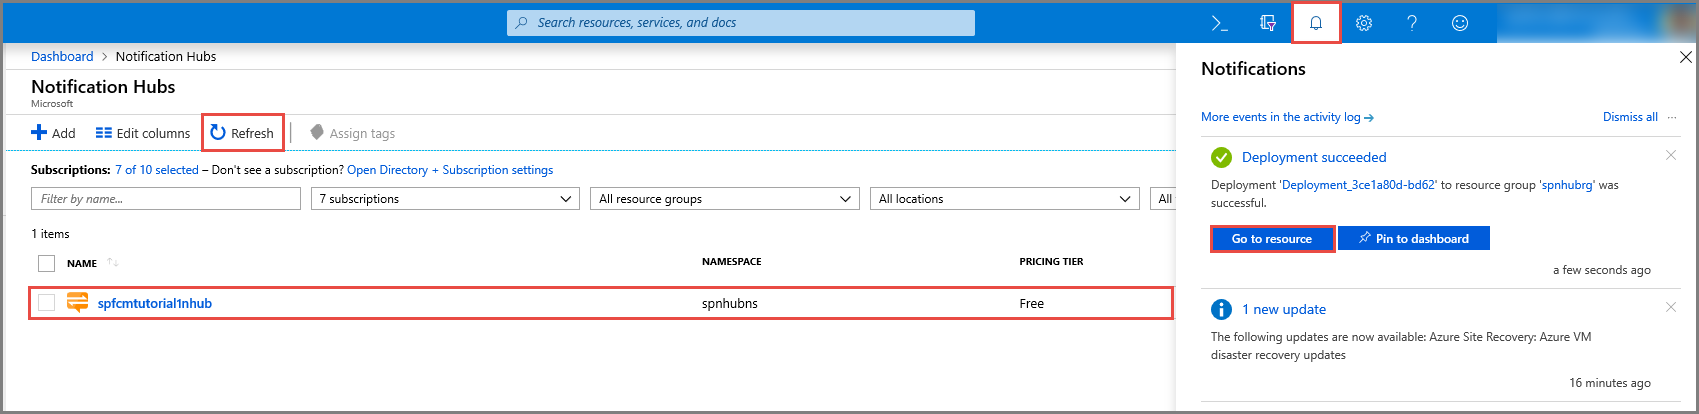 Search resources, services, and docs
Dashboard > Notification Hubs
Notification Hubs
Microsoft
Add Edit columns Refresh Assign tags
Subscriptions: 7 of 10 selected – Don't see a subscription? Open Directory + Subscription settings
Filter by name... 7 subscriptions All resource groups All locations All
1 items
NAME NAMESPACE PRICING TIER
spfcmtutorial1nhub spnhubns Free
Notifications
More events in the activity log → Dismiss all ...
Deployment succeeded
Deployment 'Deployment_3ce1a80d-bd62' to resource group 'spnhubrg' was
successful.
Go to resource Pin to dashboard
a few seconds ago
1 new update
The following updates are now available: Azure Site Recovery: Azure VM
disaster recovery updates
16 minutes ago